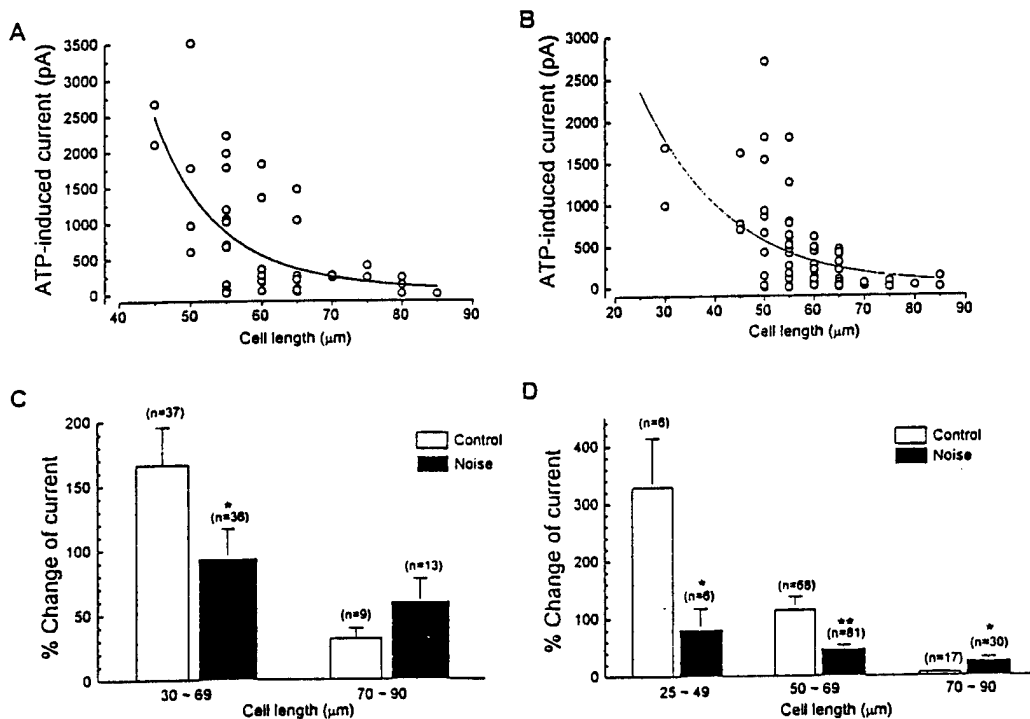 A
ATP-induced current (pA)
3500
3000
2500
2000
1500
1000
500
0
40 50 60 70 80 90
Cell length (μm)
B
ATP-induced current (pA)
3000
2500
2000
1500
1000
500
0
20 30 40 50 60 70 80 90
Cell length (μm)
C
% Change of current
200
150
100
50
0
(n=37)
*
(n=36)
(n=9)
(n=13)
Control
Noise
30 ~ 69 70 ~ 90
Cell length (μm)
D
% Change of current
400
300
200
100
0
(n=6)
*
(n=6)
(n=68)
**
(n=81)
(n=17)
*
(n=30)
Control
Noise
25 ~ 49 50 ~ 69 70 ~ 90
Cell length (μm)